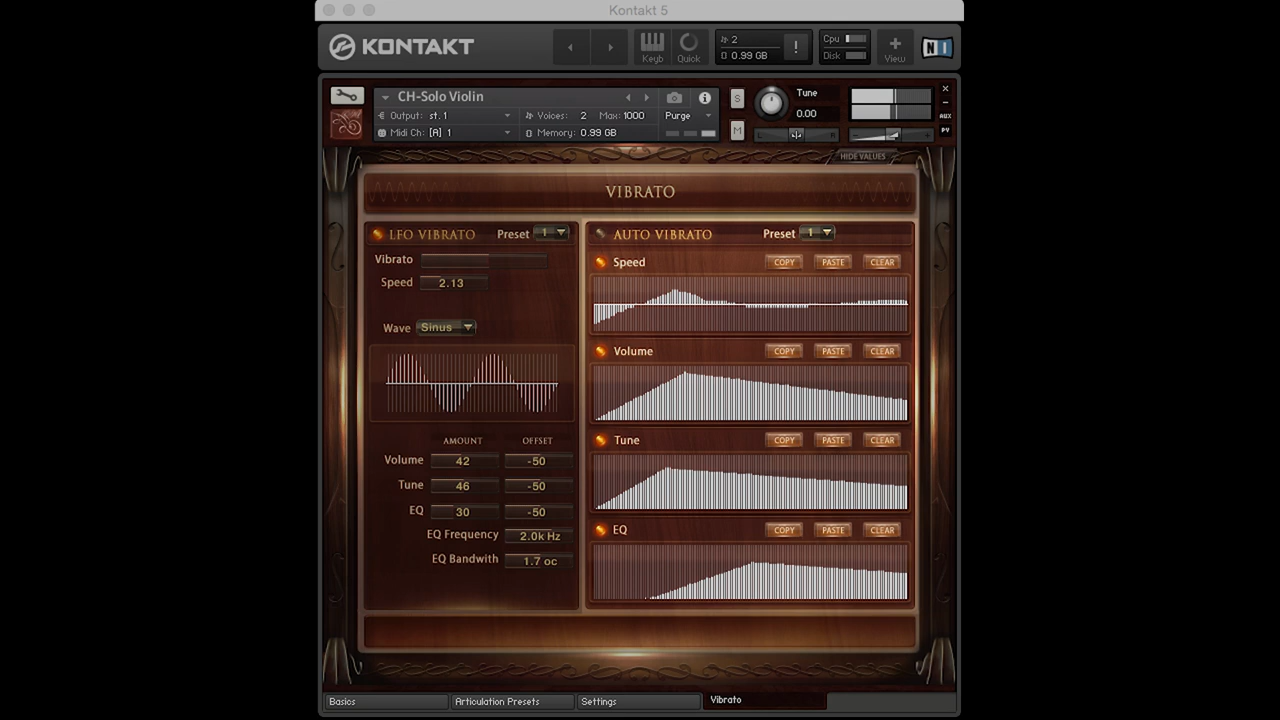 Kontakt 5
KONTAKT
Keyb
Quick
2
0.99 GB
!
Cpu
Disk
View
NI
CH-Solo Violin
Output: st. 1
Voices: 2 Max: 1000
Purge
Midi Ch: [A] 1
Memory: 0.99 GB
S
M
Tune
0.00
L R
AUX
PV
HIDE VALUES
VIBRATO
LFO VIBRATO Preset 1
Vibrato
Speed 2.13
Wave Sinus
AMOUNT OFFSET
Volume 42 -50
Tune 46 -50
EQ 30 -50
EQ Frequency 2.0k Hz
EQ Bandwith 1.7 oc
AUTO VIBRATO Preset 1
Speed COPY PASTE CLEAR
Volume COPY PASTE CLEAR
Tune COPY PASTE CLEAR
EQ COPY PASTE CLEAR
Basics Articulation Presets Settings Vibrato